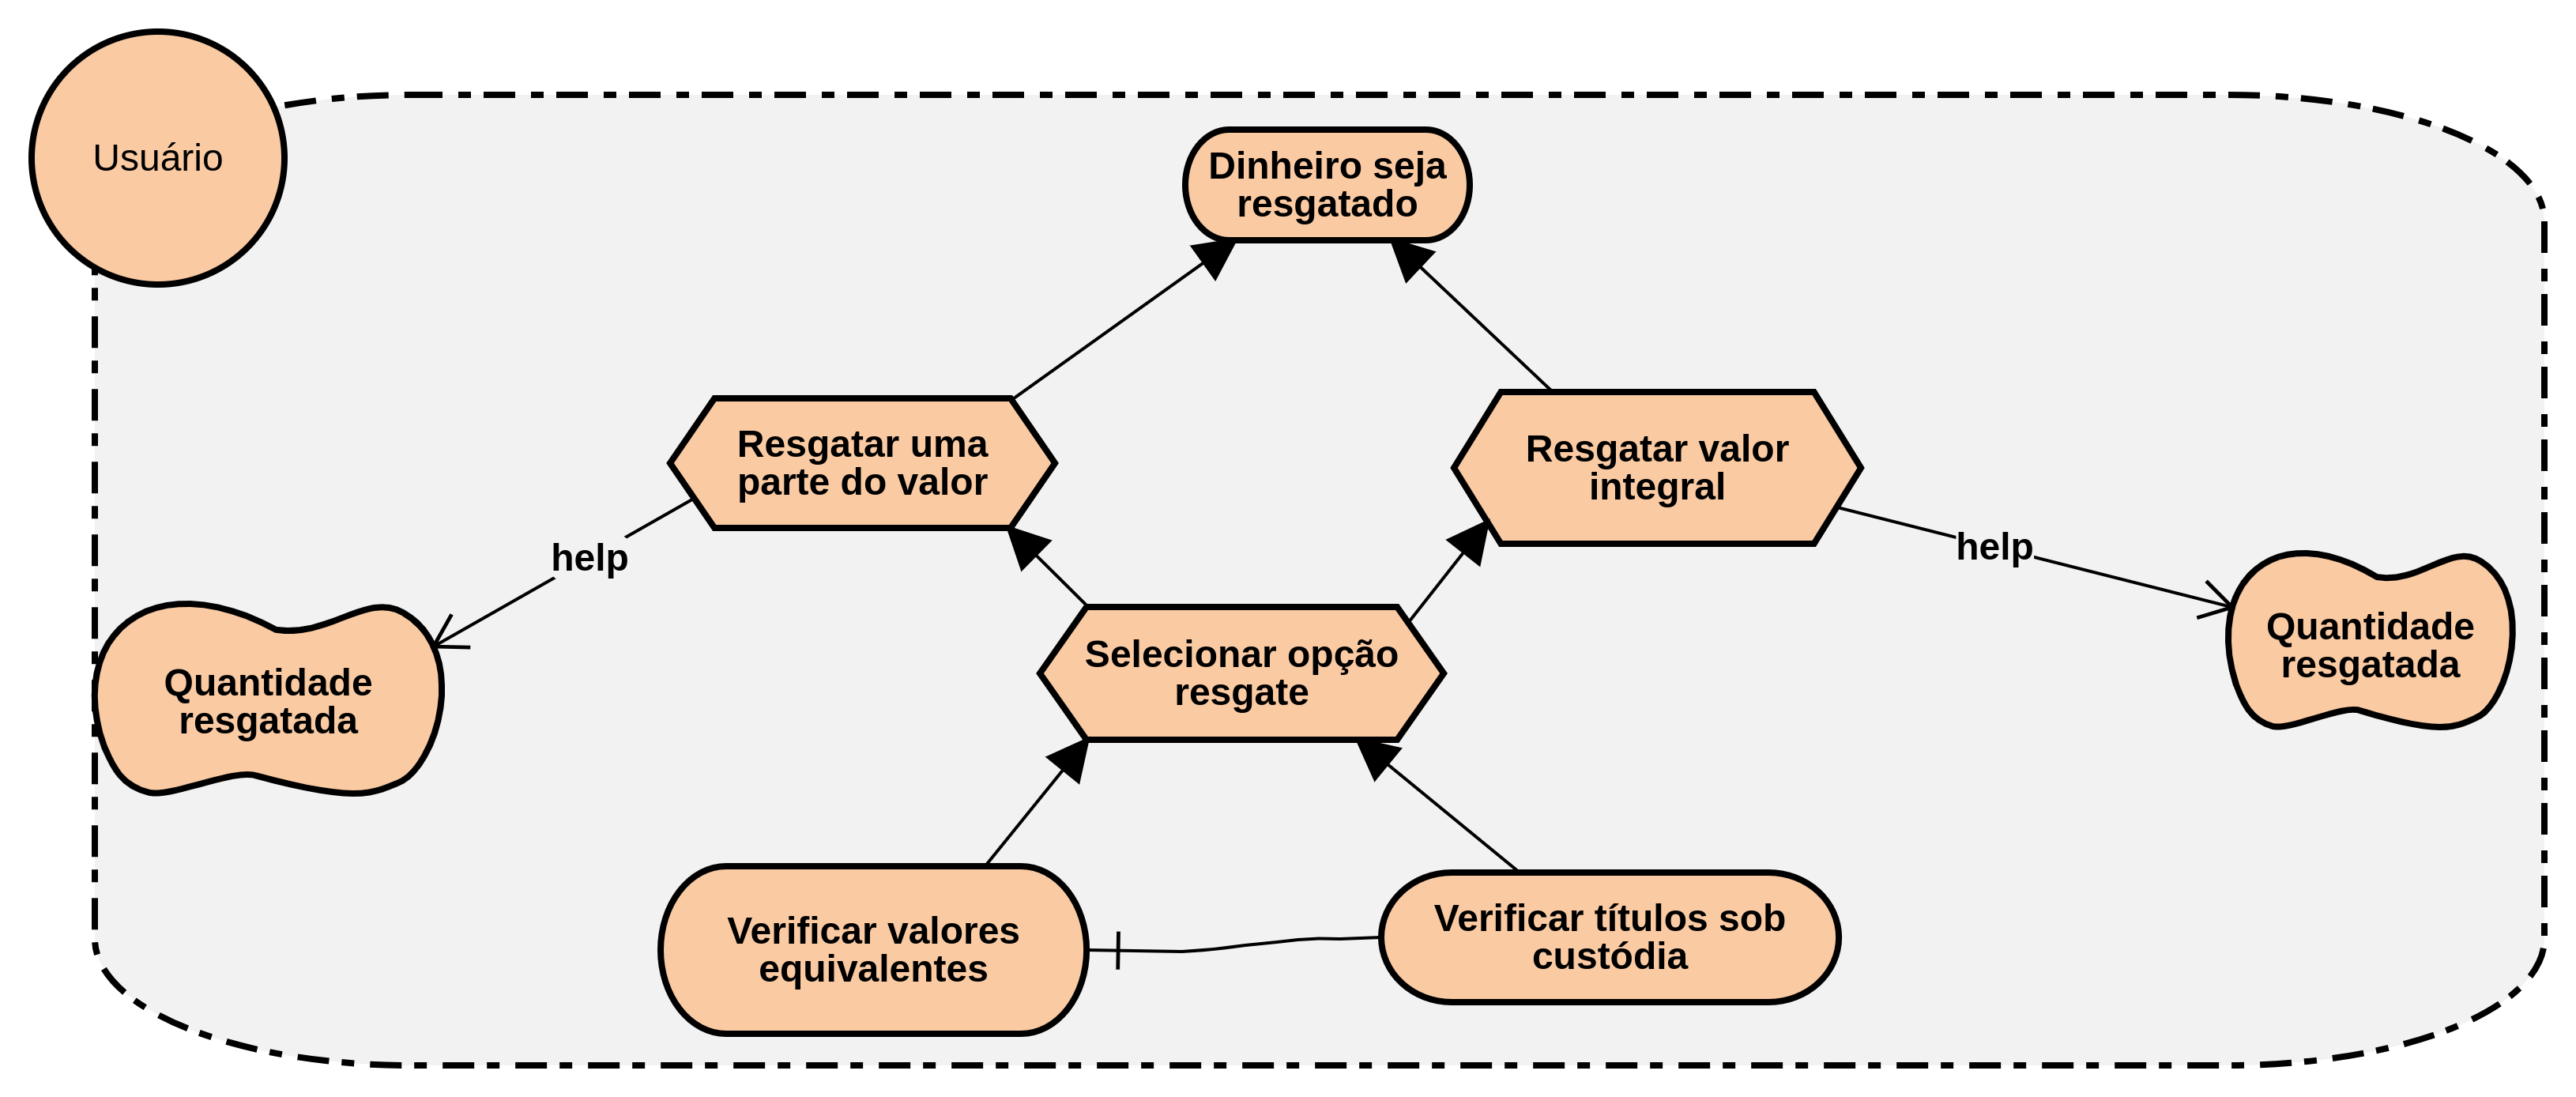 Usuário
Dinheiro seja
resgatado
Resgatar uma
parte do valor
Resgatar valor
integral
help
help
Quantidade
resgatada
Quantidade
resgatada
Selecionar opção
resgate
Verificar valores
equivalentes
Verificar títulos sob
custódia